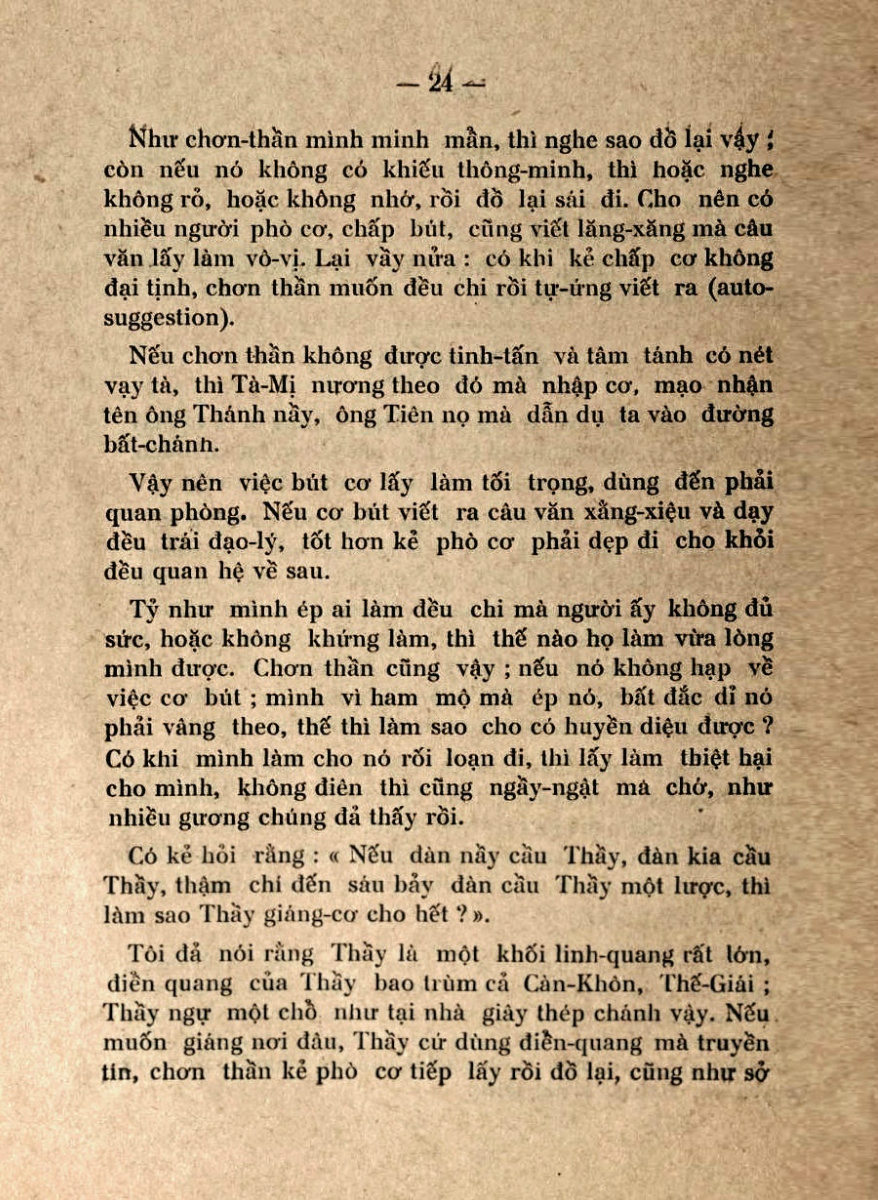 — 24 —
Như chơn-thần mình minh mẫn, thì nghe sao đồ lại vậy ;
còn nếu nó không có khiếu thông-minh, thì hoặc nghe
không rỏ, hoặc không nhớ, rồi đồ lại sái đi. Cho nên có
nhiều người phò cơ, chấp bút, cũng viết lăng-xăng mà câu
văn lấy làm vô-vị. Lại vầy nửa : có khi kẻ chấp cơ không
đại tịnh, chơn thần muốn đều chi rồi tự-ứng viết ra (auto-
suggestion).
Nếu chơn thần không được tinh-tấn và tâm tánh có nét
vạy tà, thì Tà-Mị nương theo đó mà nhập cơ, mạo nhận
tên ông Thánh nầy, ông Tiên nọ mà dẫn dụ ta vào đường
bất-chánh.
Vậy nên việc bút cơ lấy làm tối trọng, dùng đến phải
quan phòng. Nếu cơ bút viết ra câu văn xằng-xiệu và dạy
đều trái đạo-lý, tốt hơn kẻ phò cơ phải dẹp đi cho khỏi
đều quan hệ về sau.
Tỷ như mình ép ai làm đều chi mà người ấy không đủ
sức, hoặc không khứng làm, thì thế nào họ làm vừa lòng
mình được. Chơn thần cũng vậy ; nếu nó không hạp về
việc cơ bút ; mình vì ham mộ mà ép nó, bất đắc dỉ nó
phải vâng theo, thế thì làm sao cho có huyền diệu được ?
Có khi mình làm cho nó rối loạn đi, thì lấy làm thiệt hại
cho mình, không điên thì cũng ngầy-ngật mà chớ, như
nhiều gương chúng đả thấy rồi.
Có kẻ hỏi rằng : « Nếu đàn nầy cầu Thầy, đàn kia cầu
Thầy, thậm chí đến sáu bảy đàn cầu Thầy một lược, thì
làm sao Thầy giáng-cơ cho hết ? ».
Tôi đả nói rằng Thầy là một khối linh-quang rất lớn,
điển quang của Thầy bao trùm cả Càn-Khôn, Thế-Giái ;
Thầy ngự một chỗ như tại nhà giây thép chánh vậy. Nếu
muốn giáng nơi đâu, Thầy cứ dùng điển-quang mà truyền
tin, chơn thần kẻ phò cơ tiếp lấy rồi đồ lại, cũng như sở